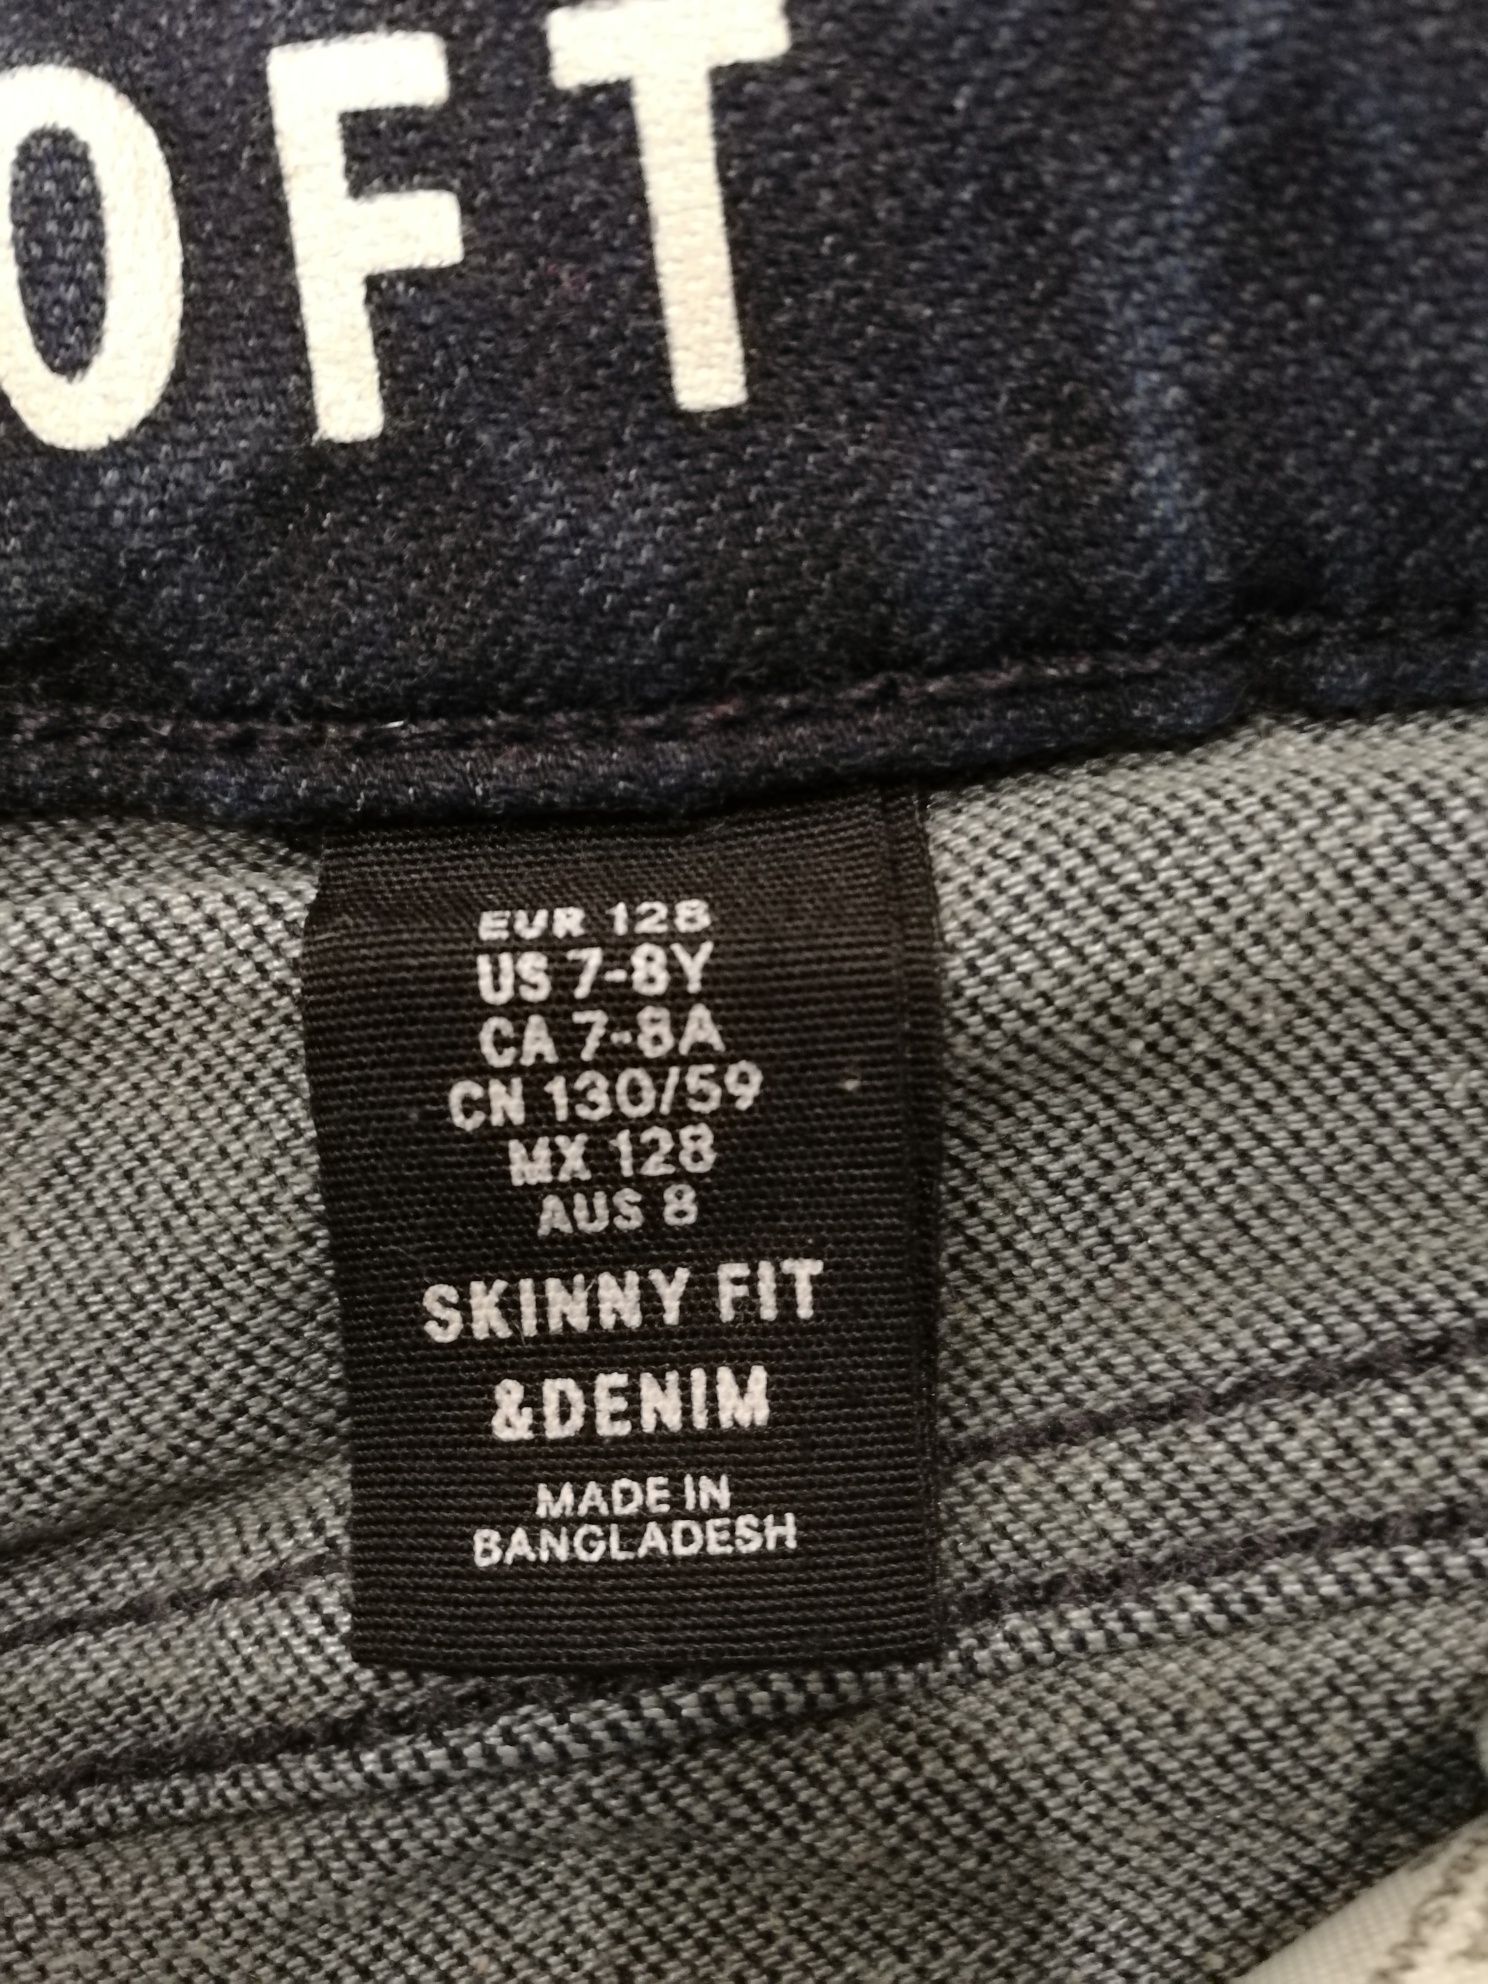 OFT
EUR 128
US 7-8Y
CA 7-8A
CN 130/59
MX 128
AUS 8
SKINNY FIT
&DENIM
MADE IN
BANGLADESH